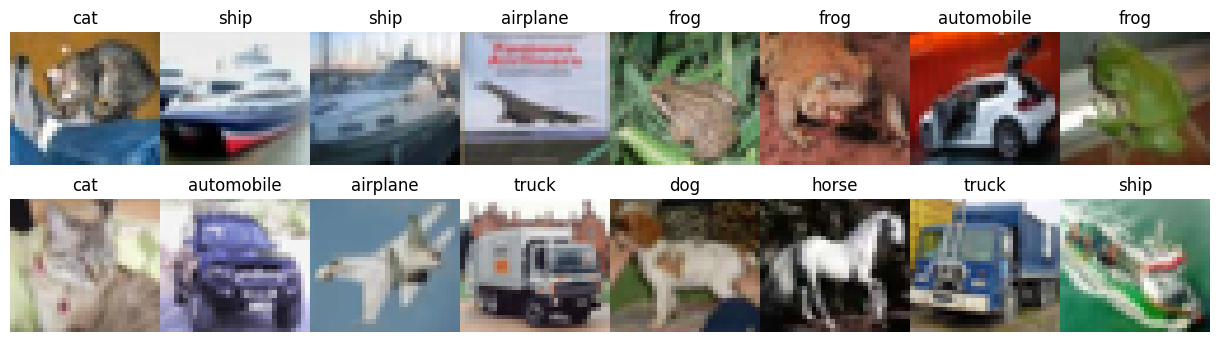 cat ship ship airplane frog frog automobile frog
cat automobile airplane truck dog horse truck ship